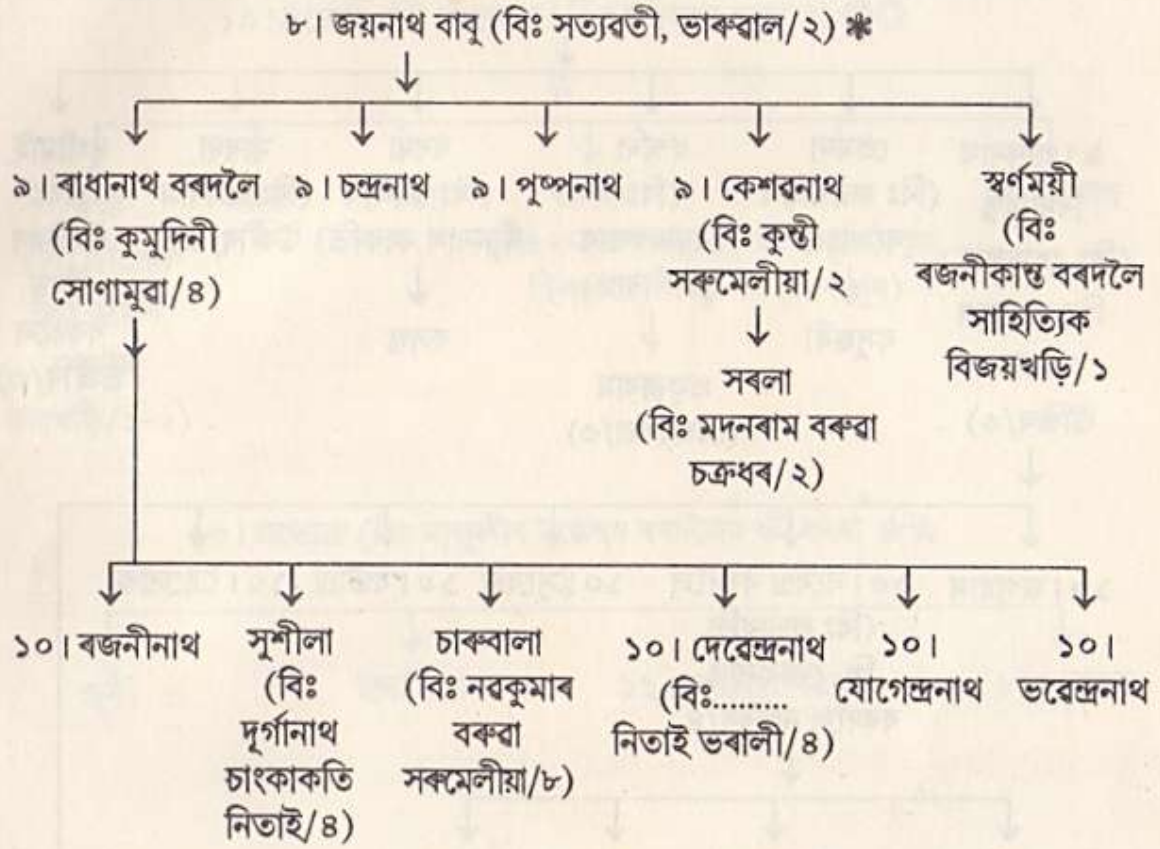 ৮। জয়নাথ বাবু (বিঃ সত্যৱতী, ভাৰুৱাল/২) ✽
৯। ৰাধানাথ বৰদলৈ
(বিঃ কুমুদিনী
সোণামুৱা/৪)
৯। চন্দ্ৰনাথ
৯। পুষ্পনাথ
৯। কেশৱনাথ
(বিঃ কুন্তী
সৰুমেলীয়া/২
সৰলা
(বিঃ মদনৰাম বৰুৱা
চক্ৰধৰ/২)
স্বৰ্ণময়ী
(বিঃ
ৰজনীকান্ত বৰদলৈ
সাহিত্যিক
বিজয়খড়ি/১
১০। ৰজনীনাথ
সুশীলা
(বিঃ
দূৰ্গানাথ
চাংকাকতি
নিতাই/৪)
চাৰুবালা
(বিঃ নৱকুমাৰ
বৰুৱা
সৰুমেলীয়া/৮)
১০। দেৱেন্দ্ৰনাথ
(বিঃ.........
নিতাই ভৰালী/৪)
১০।
যোগেন্দ্ৰনাথ
১০।
ভৱেন্দ্ৰনাথ